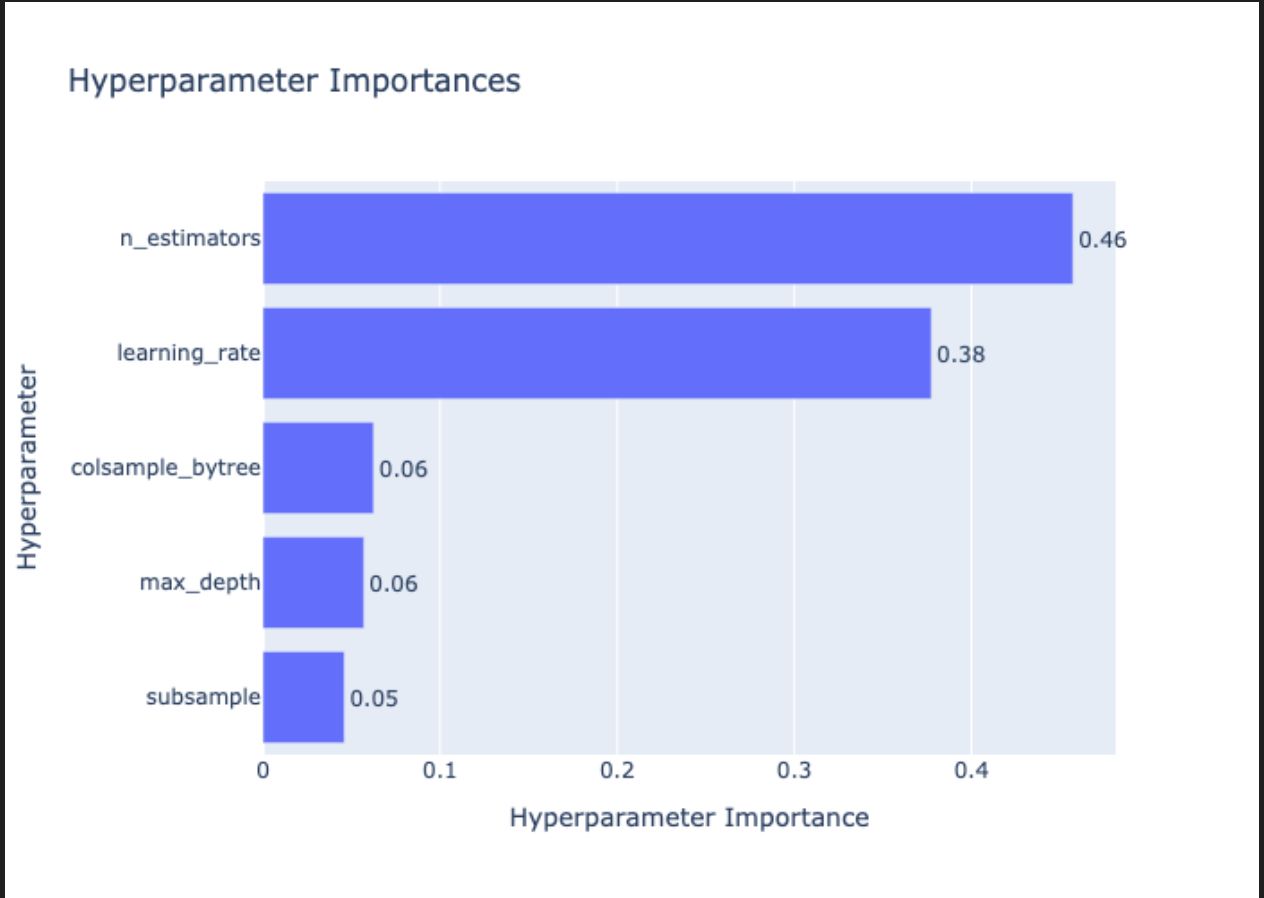 Hyperparameter Importances
n_estimators
0.46
learning_rate
0.38
colsample_bytree
0.06
max_depth
0.06
subsample
0.05
0
0.1
0.2
0.3
0.4
Hyperparameter Importance
Hyperparameter